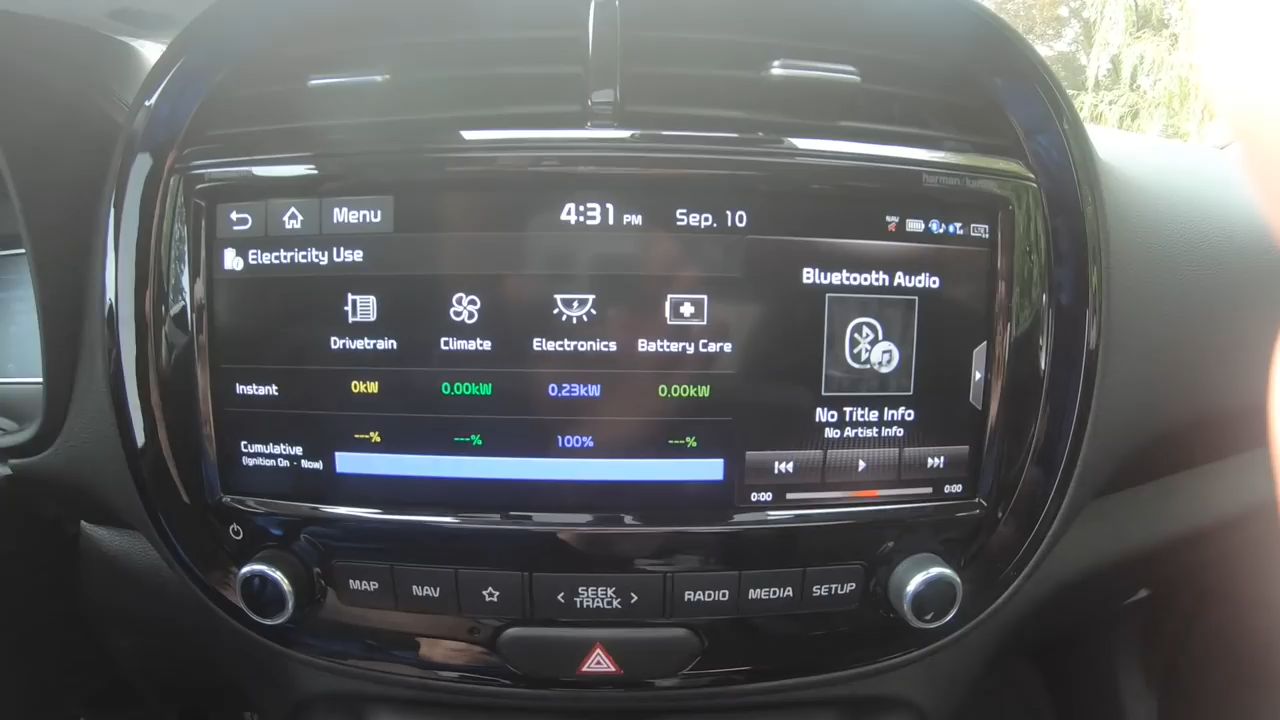 harman/kardon
Menu
4:31 PM
Sep. 10
NAV
LTE
Electricity Use
Drivetrain
Climate
Electronics
Battery Care
Instant
0kW
0.00kW
0.23kW
0.00kW
Cumulative
(Ignition On - Now)
---%
---%
100%
---%
Bluetooth Audio
No Title Info
No Artist Info
0:00
0:00
MAP
NAV
SEEK
TRACK
RADIO
MEDIA
SETUP